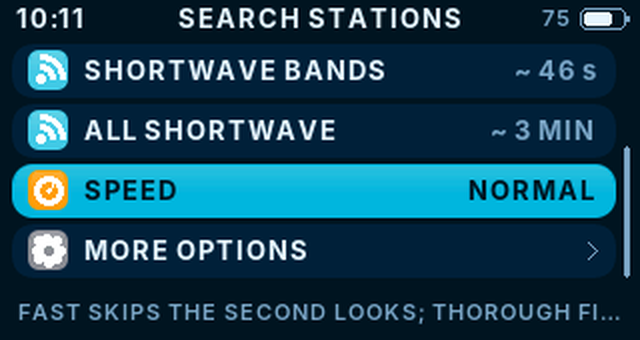 10:11 SEARCH STATIONS 75
SHORTWAVE BANDS ~ 46 s
ALL SHORTWAVE ~ 3 MIN
SPEED NORMAL
MORE OPTIONS
FAST SKIPS THE SECOND LOOKS; THOROUGH FI...